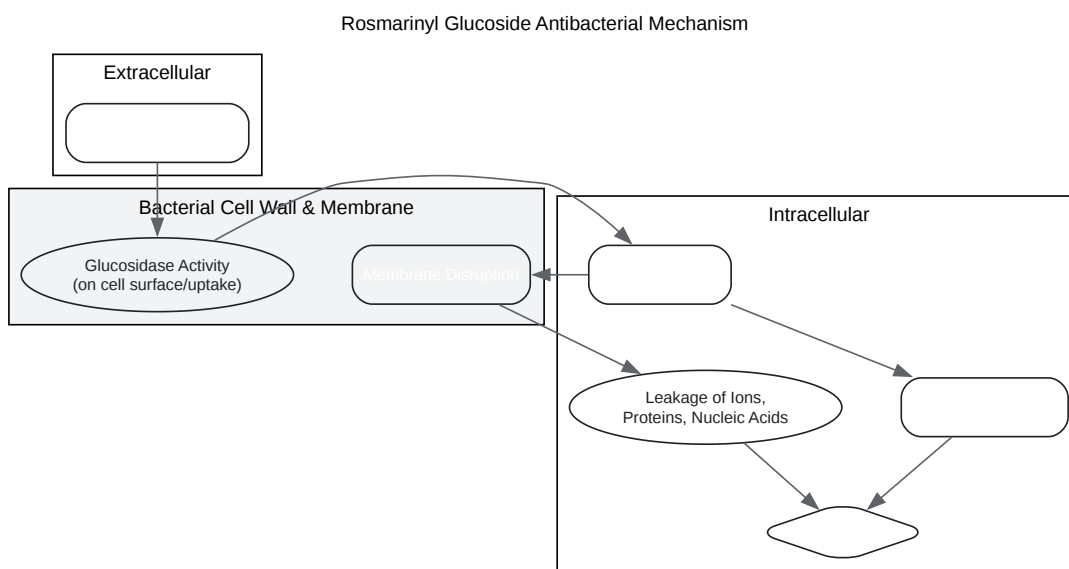 Rosmarinyl Glucoside Antibacterial Mechanism
Extracellular
Bacterial Cell Wall & Membrane
Intracellular
Glucosidase Activity
(on cell surface/uptake)
Membrane Disruption
Leakage of Ions,
Proteins, Nucleic Acids